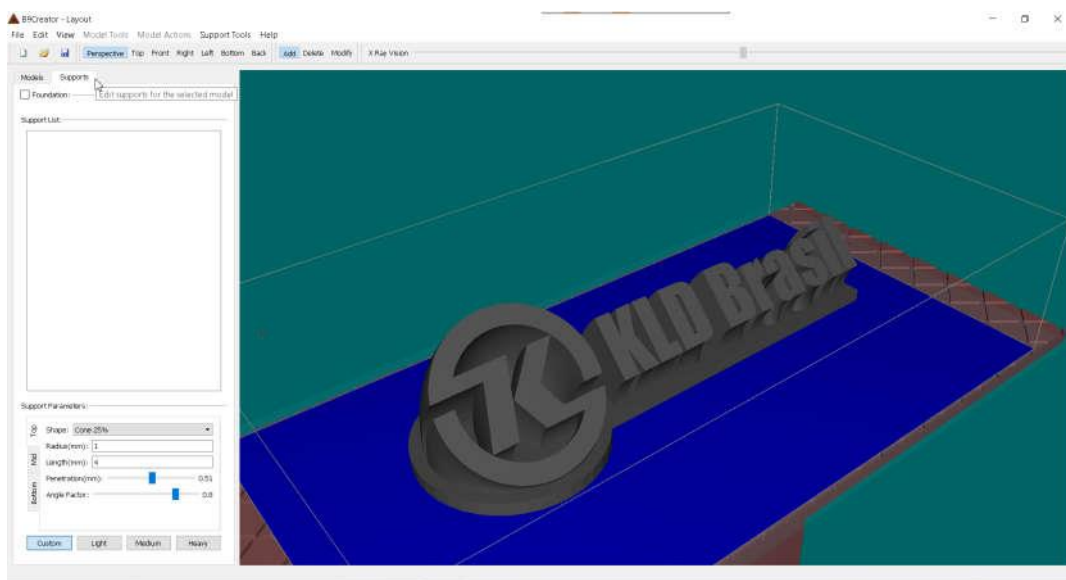 B9Creator - Layout
File Edit View Model Tools Model Actions Support Tools Help
Perspective Top Front Right Left Bottom Back Add Delete Modify X Ray Vision
Models Supports
Foundation: Edit supports for the selected model
Support List:
KLD Brasil
Support Parameters:
Top
Mid
Bottom
Shape: Cone 25%
Radius(mm): 1
Length(mm): 4
Penetration(mm): 0.51
Angle Factor: 0.8
Custom Light Medium Heavy